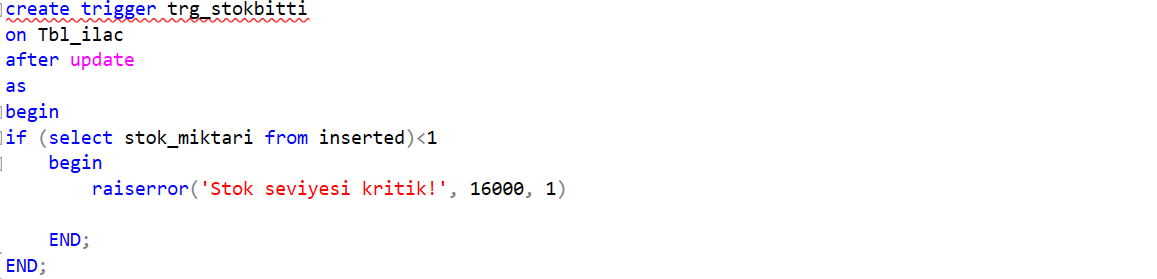 create trigger trg_stokbitti
on Tbl_ilac
after update
as
begin
if (select stok_miktari from inserted)<1
begin
raiserror('Stok seviyesi kritik!', 16000, 1)
END;
END;